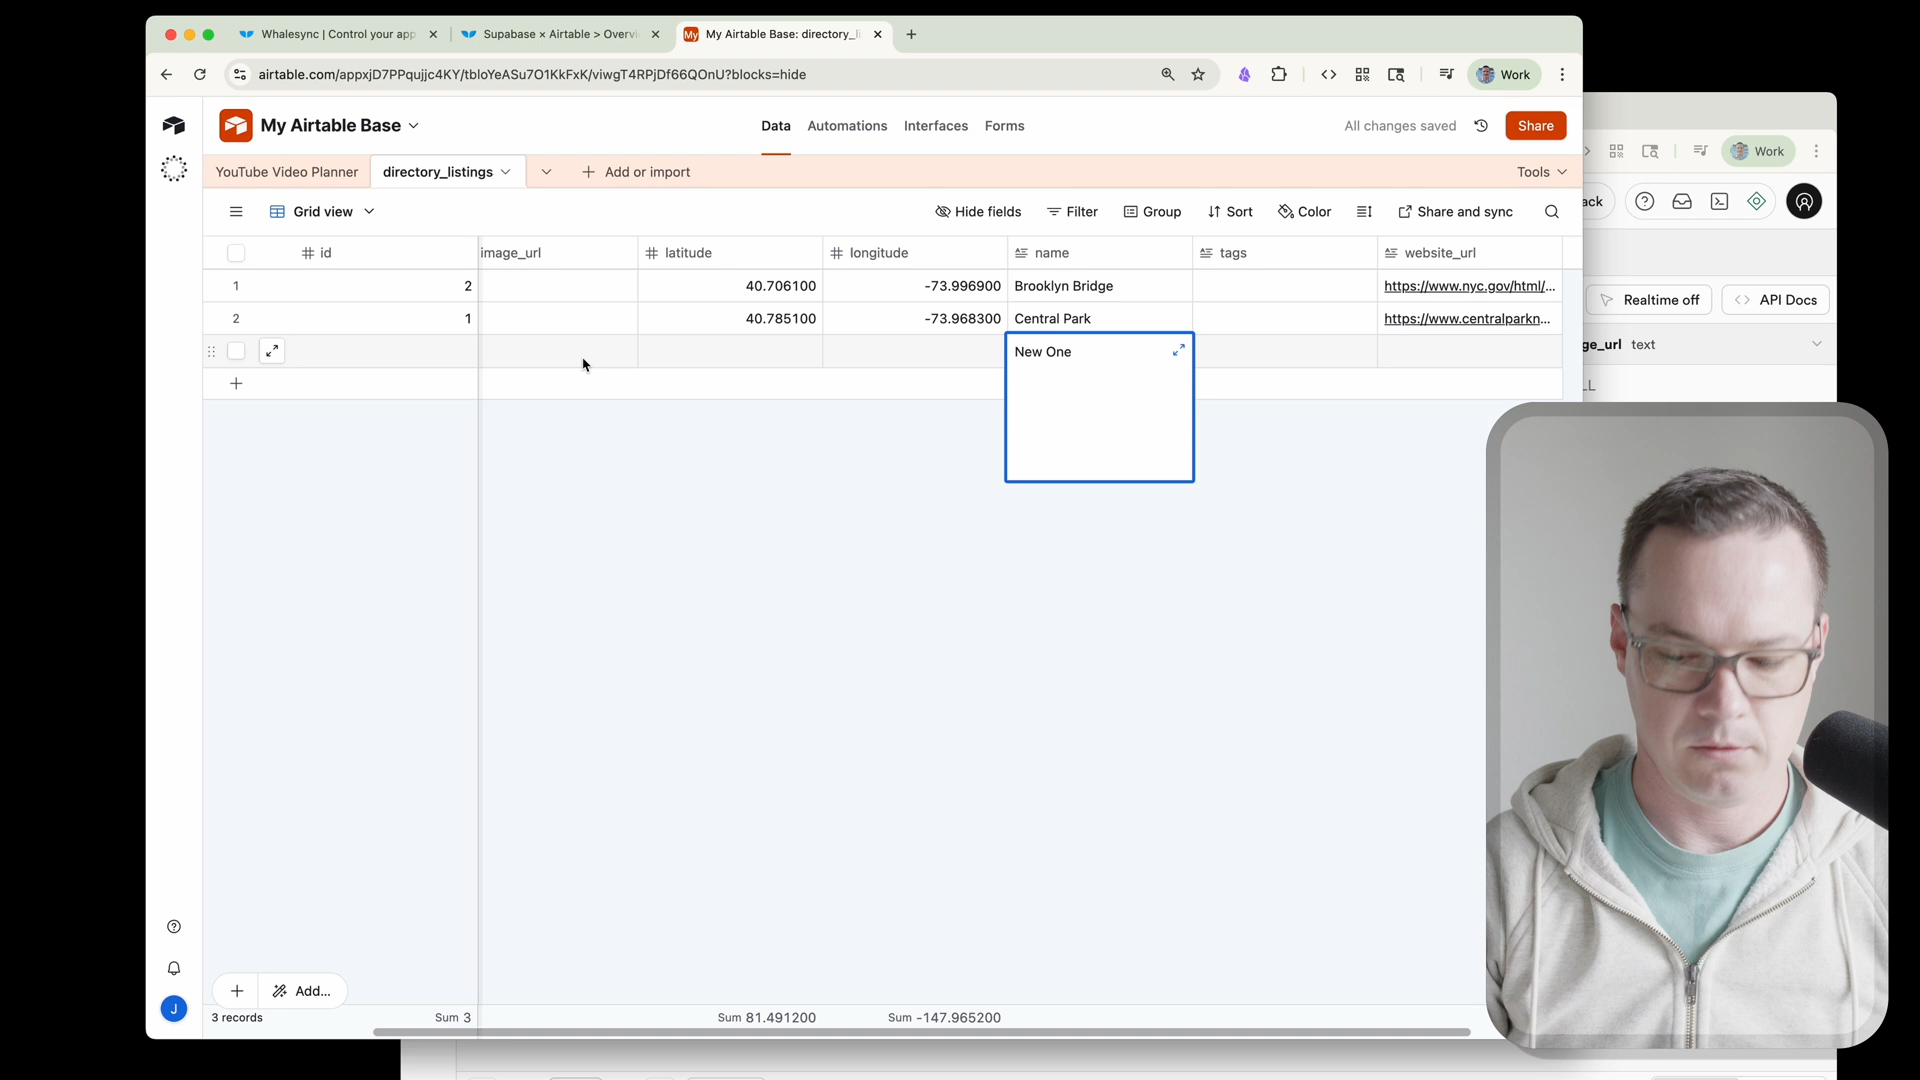 Whalesync | Control your app
Supabase × Airtable > Overvi
My
My Airtable Base: directory_li
airtable.com/appxjD7PPqujjc4KY/tbloYeASu7O1KkFxK/viwgT4RPjDf66QOnU?blocks=hide
Work
My Airtable Base
Data
Automations
Interfaces
Forms
All changes saved
Share
Work
YouTube Video Planner
directory_listings
Add or import
Tools
ack
Grid view
Hide fields
Filter
Group
Sort
Color
Share and sync
id
image_url
latitude
longitude
name
tags
website_url
1
2
40.706100
-73.996900
Brooklyn Bridge
https://www.nyc.gov/html/...
Realtime off
API Docs
2
1
40.785100
-73.968300
Central Park
https://www.centralparkn...
New One
ge_url text
LL
Add...
J
3 records
Sum 3
Sum 81.491200
Sum -147.965200